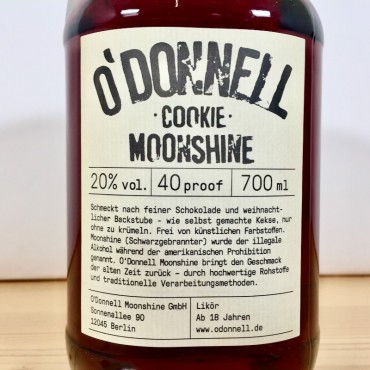 O'DONNELL
·COOKIE·
MOONSHINE
20% vol. 40 proof 700 ml
Schmeckt nach feiner Schokolade und weihnacht-
licher Backstube - wie selbst gemachte Kekse, nur
ohne zu krümeln. Frei von künstlichen Farbstoffen.
Moonshine (Schwarzgebrannter) wurde der illegale
Alkohol während der amerikanischen Prohibition
genannt. O'Donnell Moonshine bringt den Geschmack
der alten Zeit zurück – durch hochwertige Rohstoffe
und traditionelle Verarbeitungsmethoden.
O'Donnell Moonshine GmbH
Sonnenallee 90
12045 Berlin
Likör
Ab 18 Jahren
www.odonnell.de